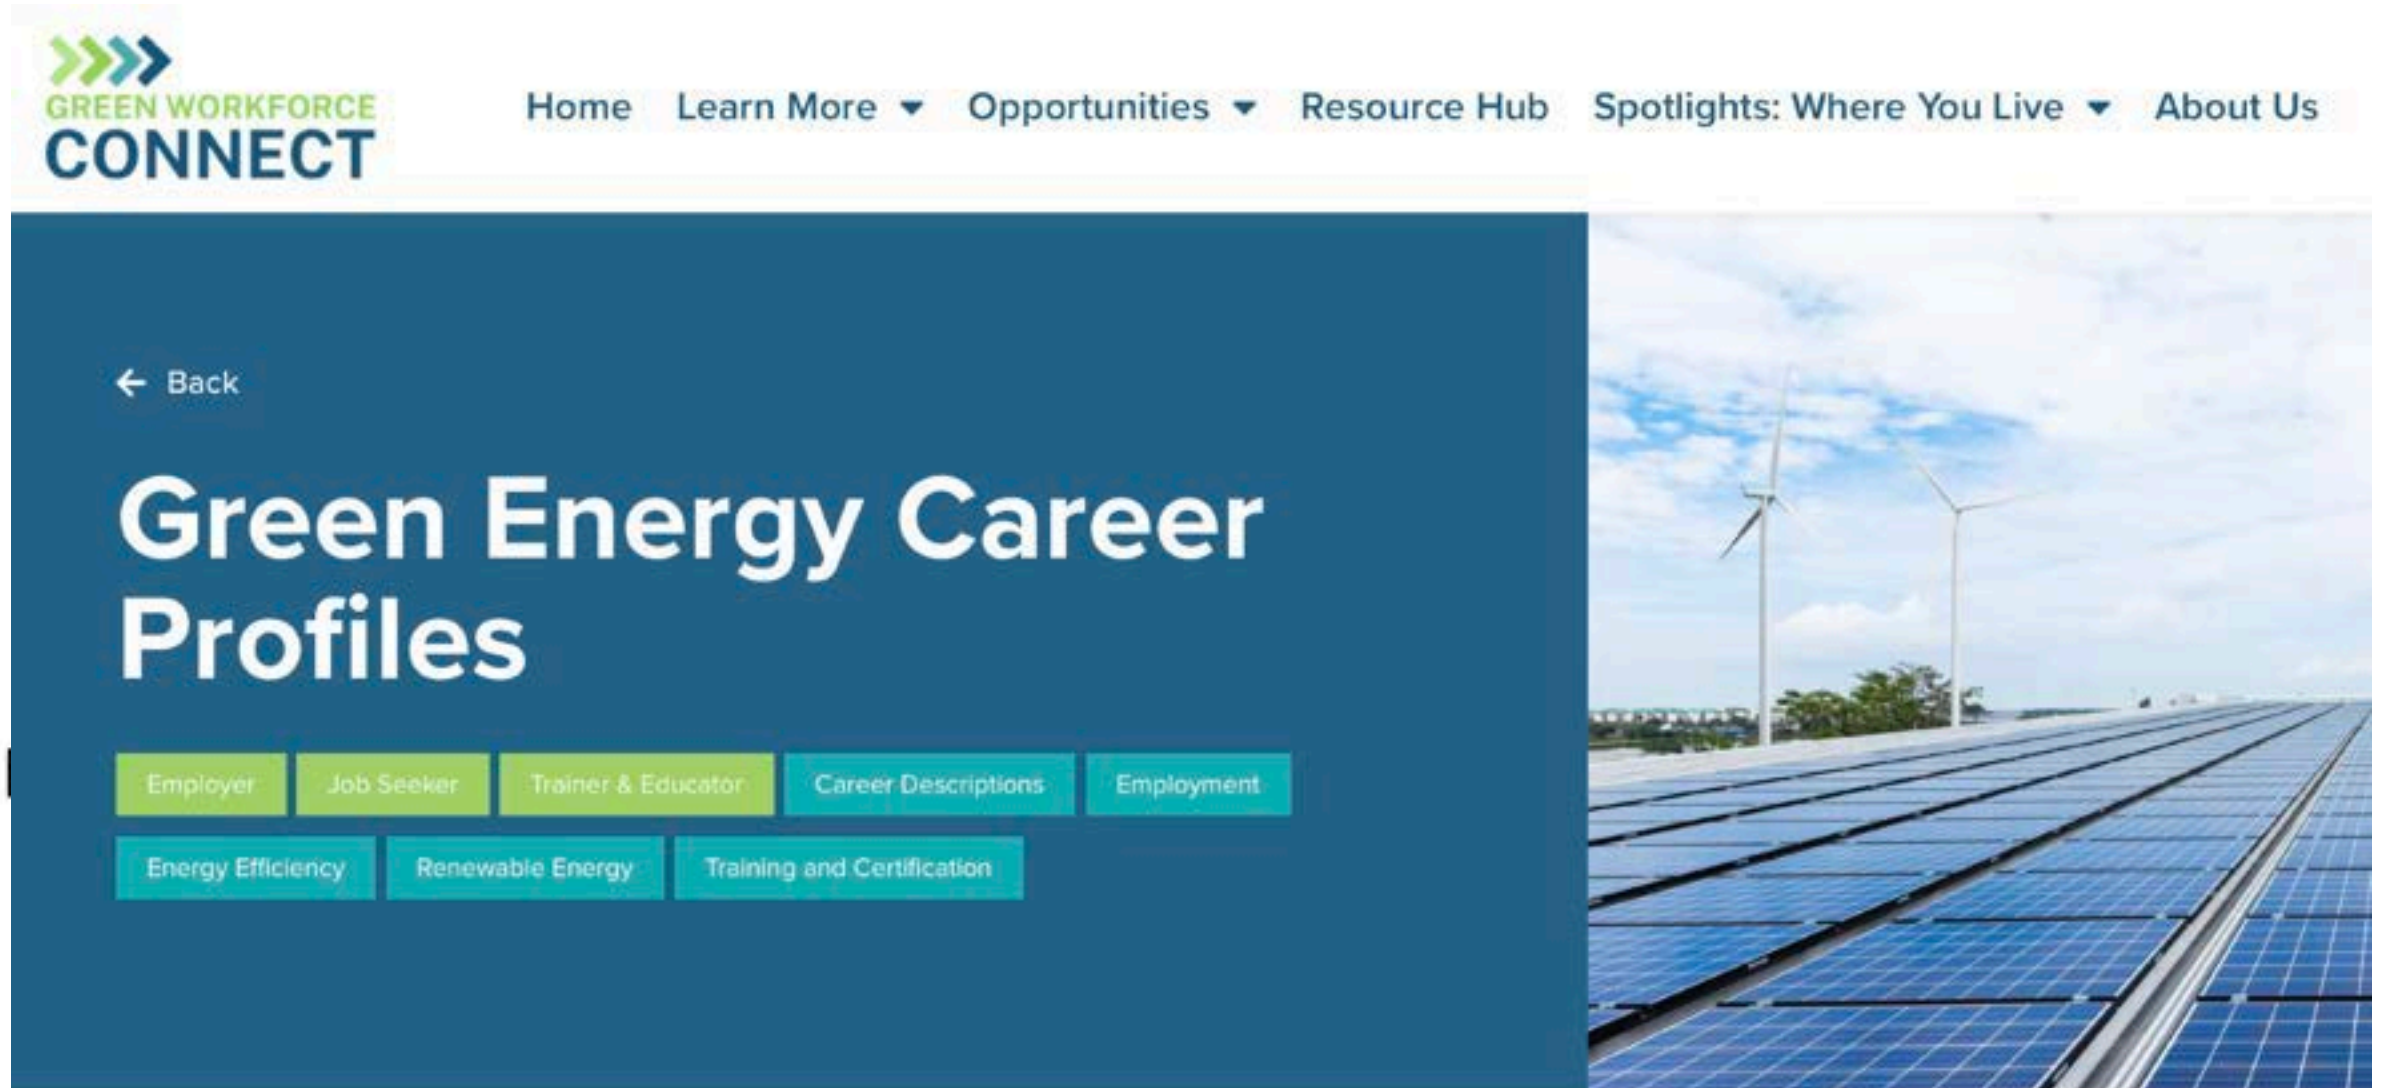 GREEN WORKFORCE
CONNECT
Home Learn More Opportunities Resource Hub Spotlights: Where You Live About Us
Back
Green Energy Career
Profiles
Employer Job Seeker Trainer & Educator Career Descriptions Employment
Energy Efficiency Renewable Energy Training and Certification